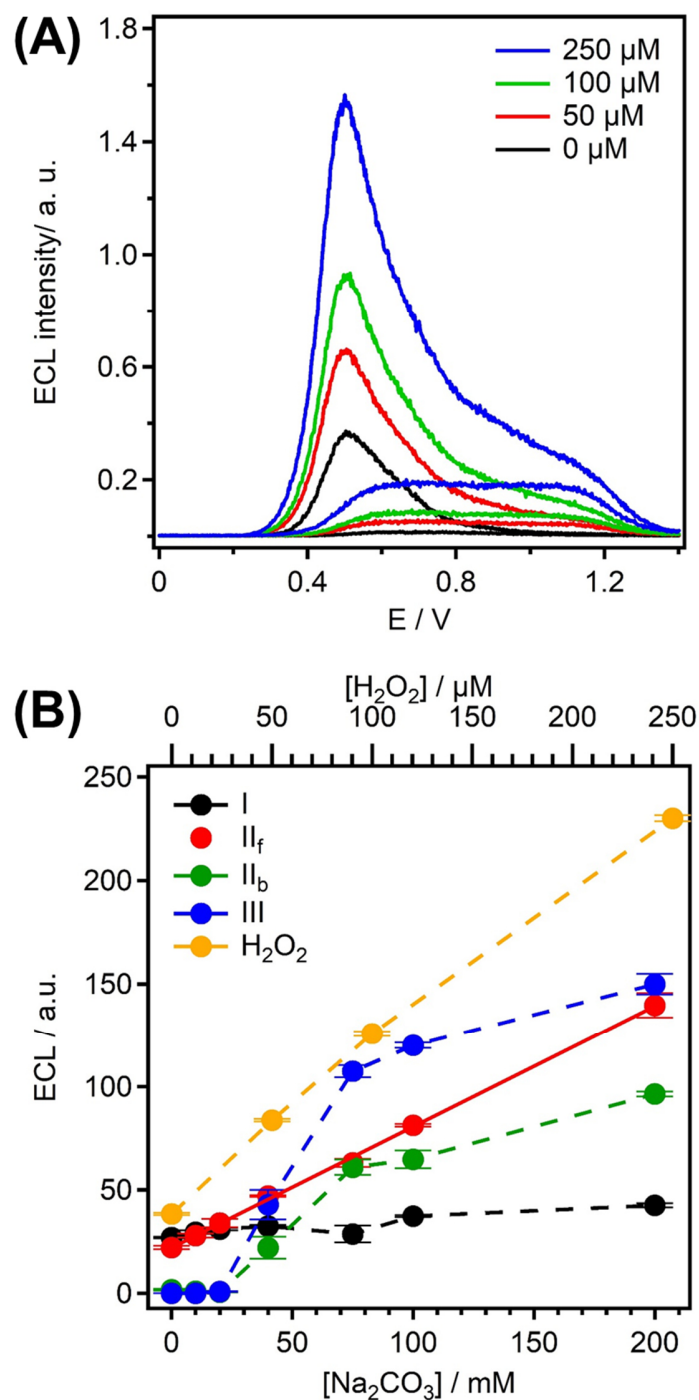 (A)
1.8
1.4
1.0
0.6
0.2
ECL intensity/ a. u.
250 µM
100 µM
50 µM
0 µM
0 0.4 0.8 1.2
E / V
(B)
[H₂O₂] / µM
0 50 100 150 200 250
250
200
150
100
50
0
ECL / a.u.
I
II_f
II_b
III
H₂O₂
0 50 100 150 200
[Na₂CO₃] / mM